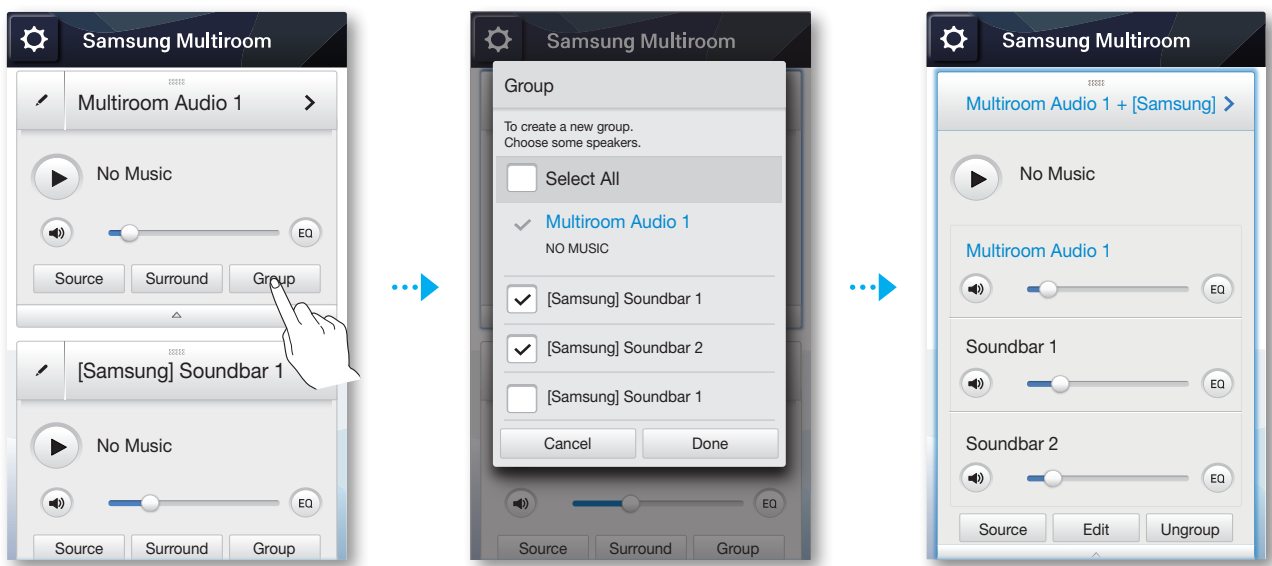 Samsung Multiroom
Multiroom Audio 1
No Music
EQ
Source Surround Group
[Samsung] Soundbar 1
No Music
EQ
Source Surround Group
Samsung Multiroom
Group
To create a new group.
Choose some speakers.
Select All
Multiroom Audio 1
NO MUSIC
[Samsung] Soundbar 1
[Samsung] Soundbar 2
[Samsung] Soundbar 1
Cancel Done
EQ
Source Surround Group
Samsung Multiroom
Multiroom Audio 1 + [Samsung]
No Music
Multiroom Audio 1
EQ
Soundbar 1
EQ
Soundbar 2
EQ
Source Edit Ungroup